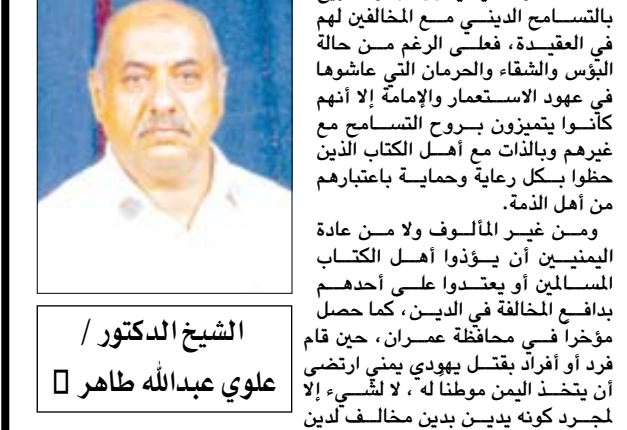 بالتسامح الديني مع المخالفين لهم
في العقيدة، فعلى الرغم من حالة
البؤس والشقاء والحرمان التي عاشوها
في عهود الاستعمار والإمامة إلا أنهم
كانوا يتميزون بروح التسامح مع
غيرهم وبالذات مع أهل الكتاب الذين
حظوا بكل رعاية وحماية باعتبارهم
من أهل الذمة.
ومن غير المألوف ولا من عادة
اليمنيين أن يؤذوا أهل الكتاب
المسالمين أو يعتدوا على أحدهم
بدافع المخالفة في الدين، كما حصل
مؤخرا في محافظة عمران، حين قام
فرد أو أفراد بقتل يهودي يمني ارتضى
أن يتخذ اليمن موطناً له، لا لشيء إلا
لمجرد كونه يدين بدين مخالف لدين
الشيخ الدكتور /
علوي عبدالله طاهر